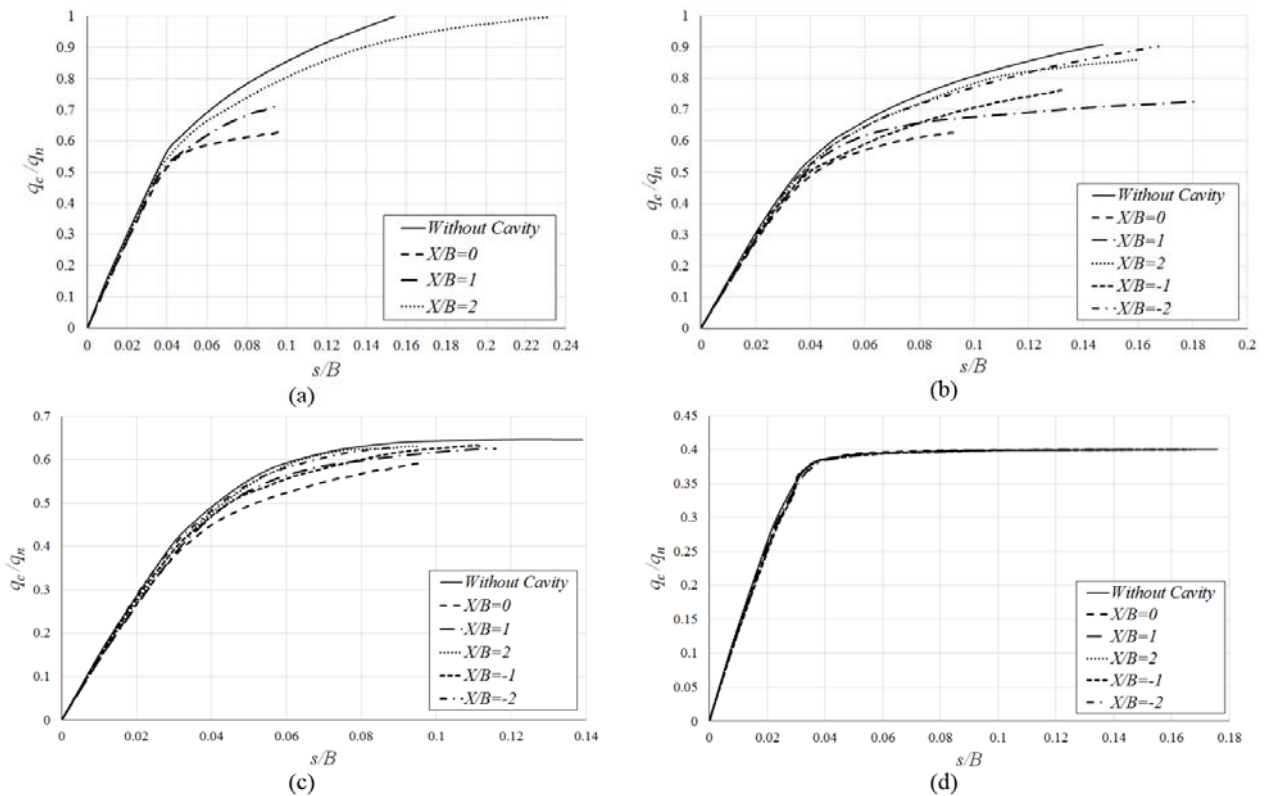 1
0.9
0.8
0.7
0.6
0.5
0.4
0.3
0.2
0.1
0
qc/qn
Without Cavity
X/B=0
X/B=1
X/B=2
0 0.02 0.04 0.06 0.08 0.1 0.12 0.14 0.16 0.18 0.2 0.22 0.24
s/B
(a)
1
0.9
0.8
0.7
0.6
0.5
0.4
0.3
0.2
0.1
0
qc/qn
Without Cavity
X/B=0
X/B=1
X/B=2
X/B=-1
X/B=-2
0 0.02 0.04 0.06 0.08 0.1 0.12 0.14 0.16 0.18 0.2
s/B
(b)
0.7
0.6
0.5
0.4
0.3
0.2
0.1
0
qc/qn
Without Cavity
X/B=0
X/B=1
X/B=2
X/B=-1
X/B=-2
0 0.02 0.04 0.06 0.08 0.1 0.12 0.14
s/B
(c)
0.45
0.4
0.35
0.3
0.25
0.2
0.15
0.1
0.05
0
qc/qn
Without Cavity
X/B=0
X/B=1
X/B=2
X/B=-1
X/B=-2
0 0.02 0.04 0.06 0.08 0.1 0.12 0.14 0.16 0.18
s/B
(d)